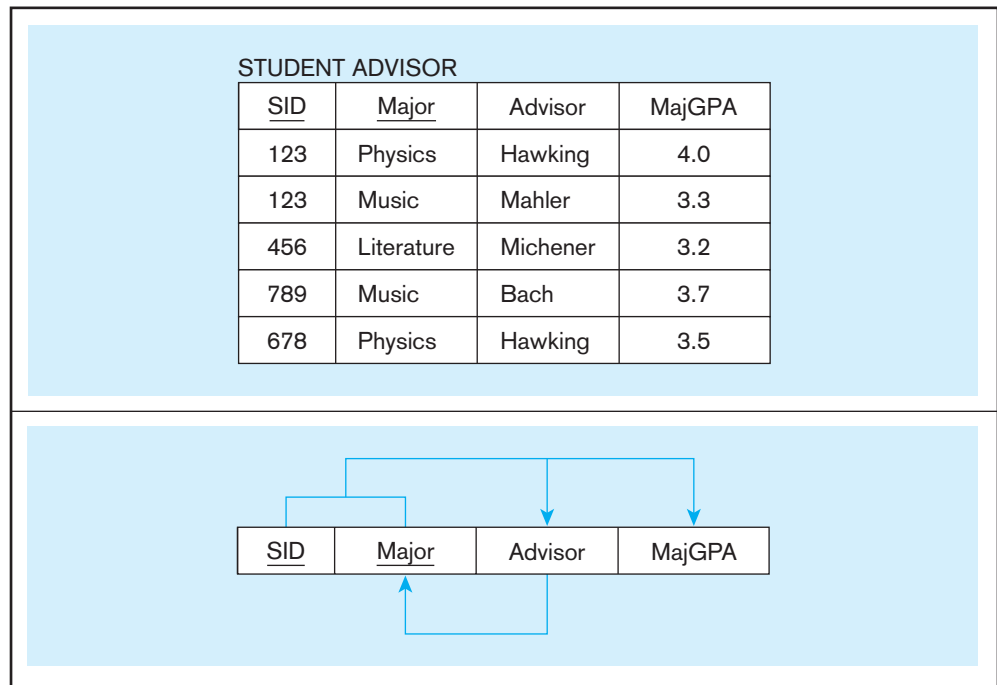 STUDENT ADVISOR
SID Major Advisor MajGPA
123 Physics Hawking 4.0
123 Music Mahler 3.3
456 Literature Michener 3.2
789 Music Bach 3.7
678 Physics Hawking 3.5
SID Major Advisor MajGPA